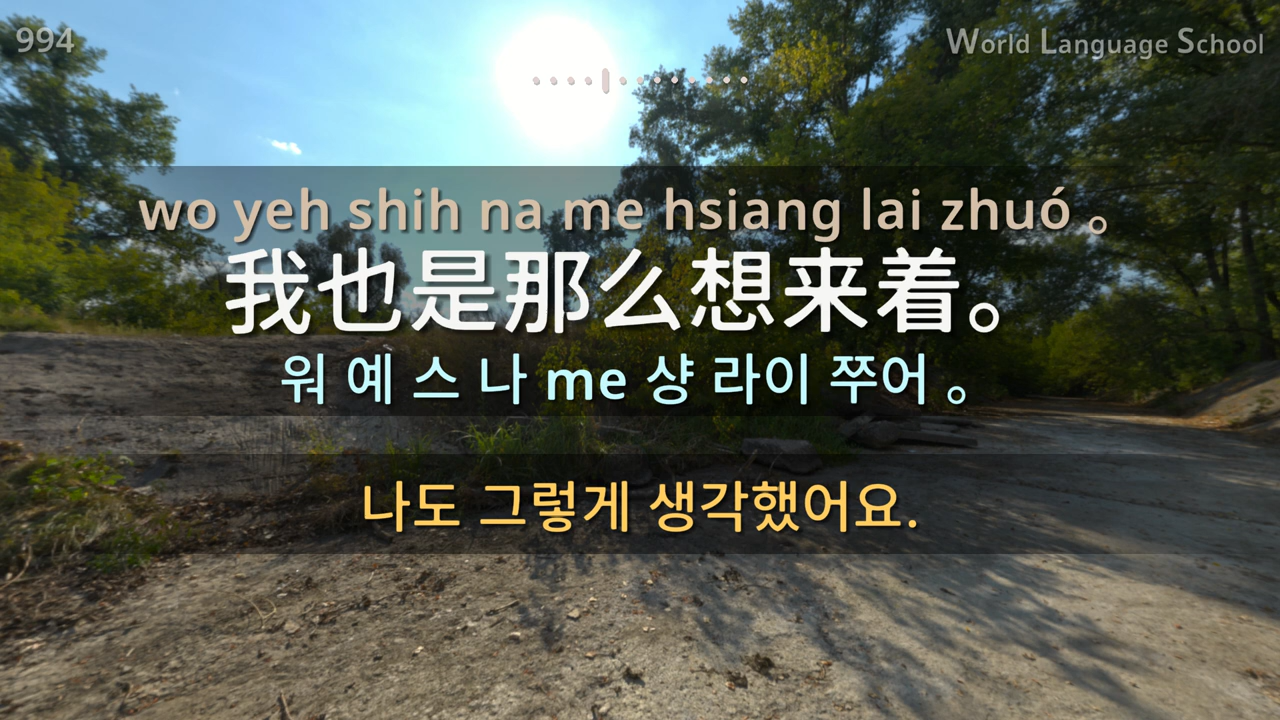 994
World Language School
wo yeh shih na me hsiang lai zhuó 。
我也是那么想来着。
워 예 스 나 me 샹 라이 쭈어 。
나도 그렇게 생각했어요.